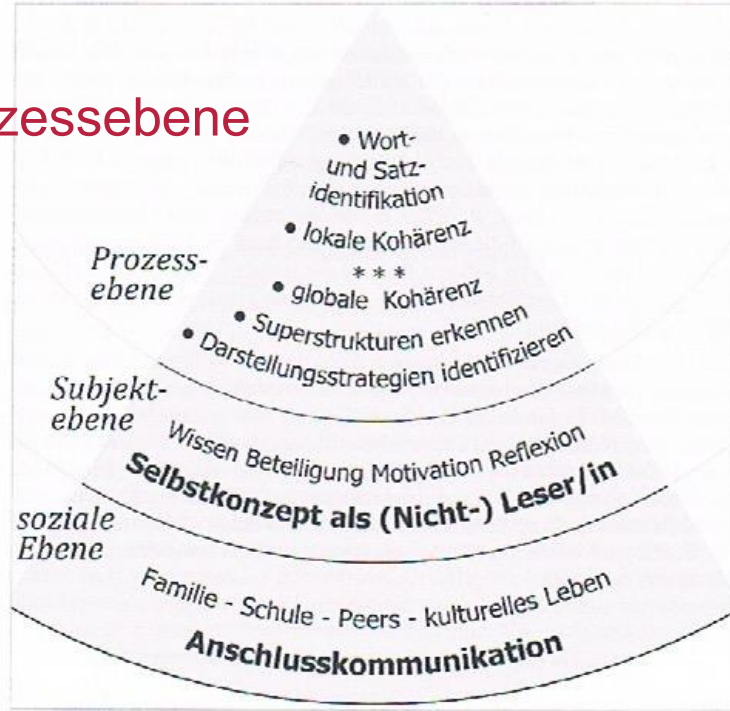 zessebene
• Wort-
und Satz-
identifikation
• lokale Kohärenz
* * *
• globale Kohärenz
• Superstrukturen erkennen
• Darstellungsstrategien identifizieren
Prozess-
ebene
Subjekt-
ebene
Wissen Beteiligung Motivation Reflexion
Selbstkonzept als (Nicht-) Leser/in
soziale
Ebene
Familie - Schule - Peers - kulturelles Leben
Anschlusskommunikation